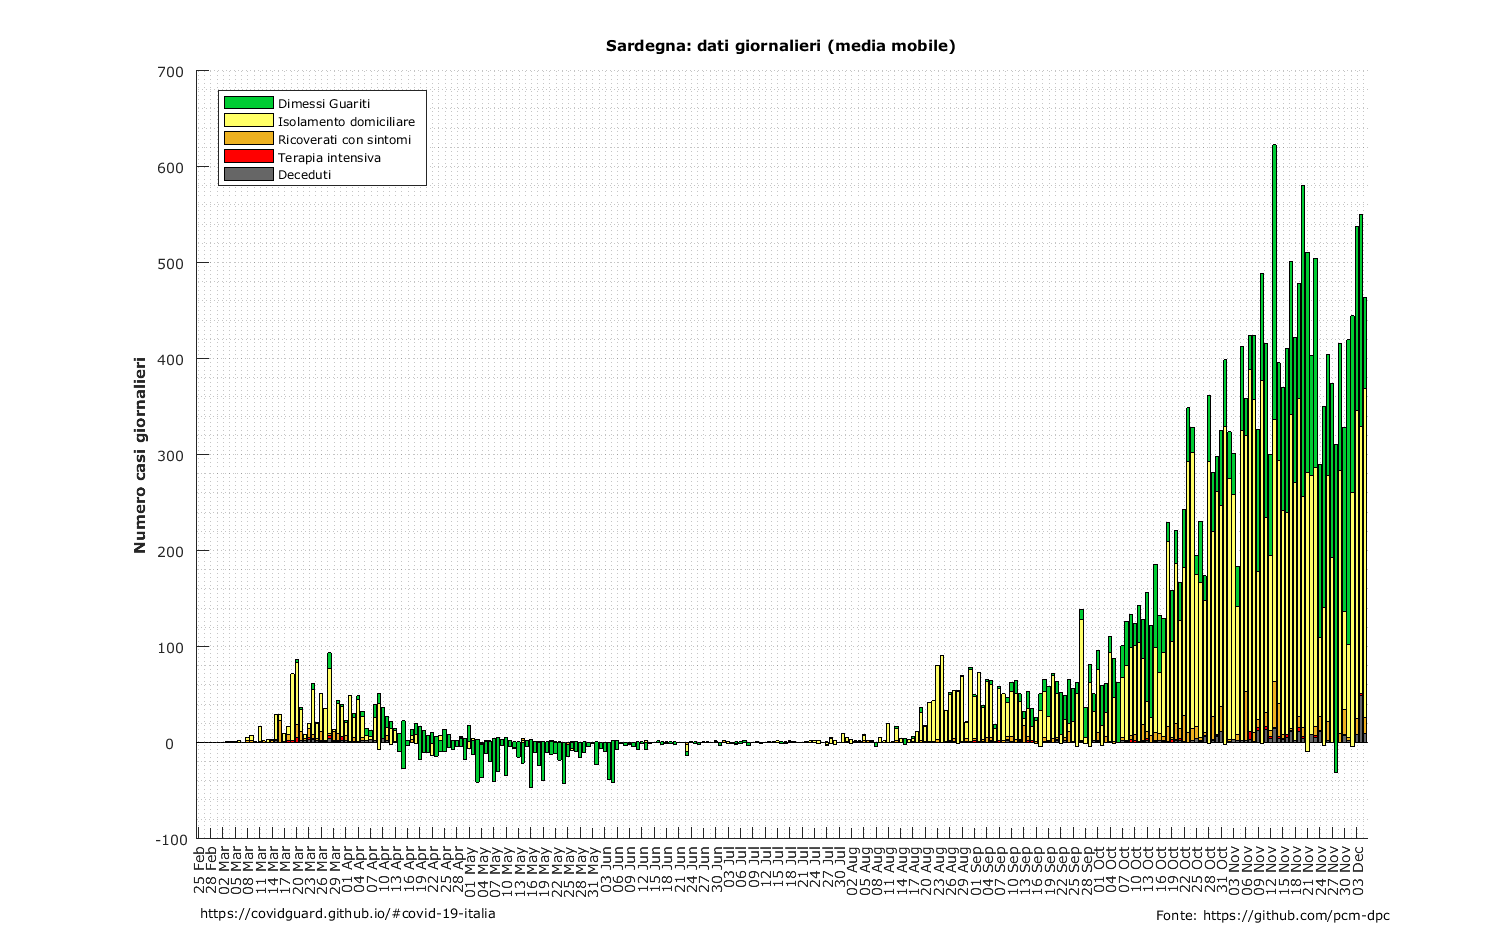 Sardegna: dati giornalieri (media mobile)
Numero casi giornalieri
700
600
500
400
300
200
100
0
-100
Dimessi Guariti
Isolamento domiciliare
Ricoverati con sintomi
Terapia intensiva
Deceduti
25 Feb
28 Feb
02 Mar
05 Mar
08 Mar
11 Mar
14 Mar
17 Mar
20 Mar
23 Mar
26 Mar
29 Mar
01 Apr
04 Apr
07 Apr
10 Apr
13 Apr
16 Apr
19 Apr
22 Apr
25 Apr
28 Apr
01 May
04 May
07 May
10 May
13 May
16 May
19 May
22 May
25 May
28 May
31 May
03 Jun
06 Jun
09 Jun
12 Jun
15 Jun
18 Jun
21 Jun
24 Jun
27 Jun
30 Jun
03 Jul
06 Jul
09 Jul
12 Jul
15 Jul
18 Jul
21 Jul
24 Jul
27 Jul
30 Jul
02 Aug
05 Aug
08 Aug
11 Aug
14 Aug
17 Aug
20 Aug
23 Aug
26 Aug
29 Aug
01 Sep
04 Sep
07 Sep
10 Sep
13 Sep
16 Sep
19 Sep
22 Sep
25 Sep
28 Sep
01 Oct
04 Oct
07 Oct
10 Oct
13 Oct
16 Oct
19 Oct
22 Oct
25 Oct
28 Oct
31 Oct
03 Nov
06 Nov
09 Nov
12 Nov
15 Nov
18 Nov
21 Nov
24 Nov
27 Nov
30 Nov
03 Dec
https://covidguard.github.io/#covid-19-italia
Fonte: https://github.com/pcm-dpc